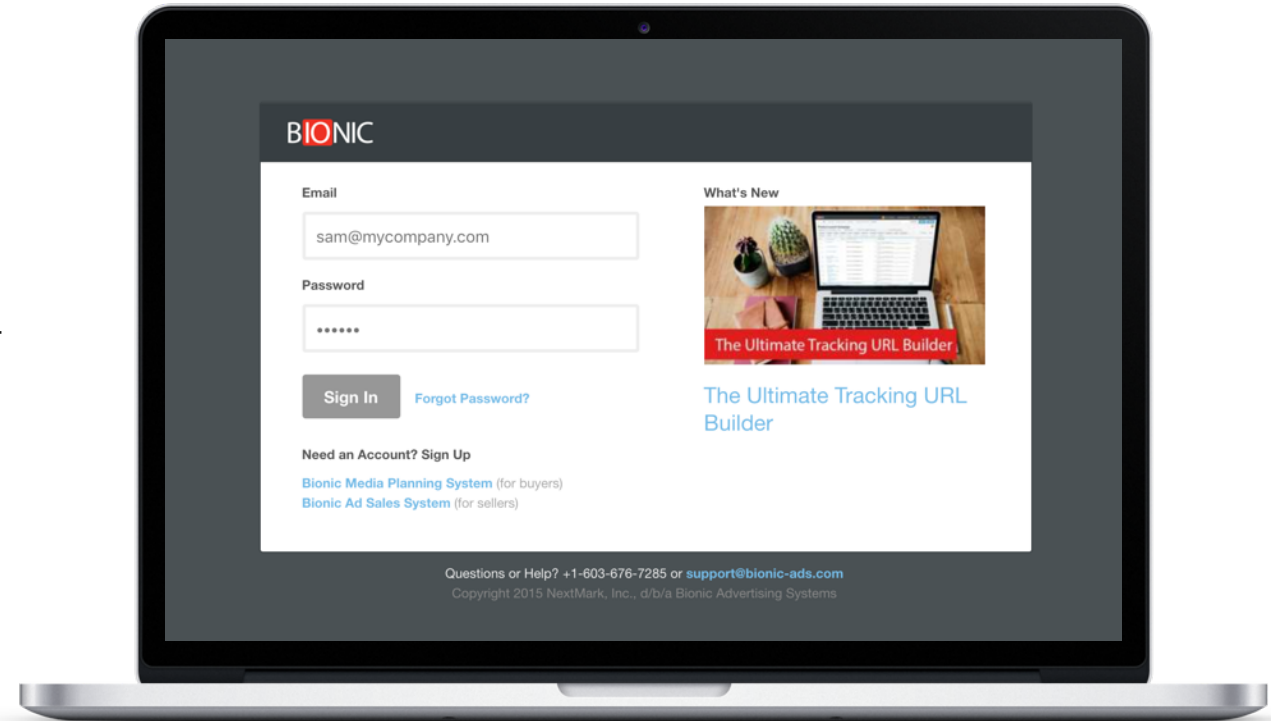 BIONIC
Email
sam@mycompany.com
Password
••••••
Sign In
Forgot Password?
Need an Account? Sign Up
Bionic Media Planning System (for buyers)
Bionic Ad Sales System (for sellers)
What's New
The Ultimate Tracking URL Builder
The Ultimate Tracking URL
Builder
Questions or Help? +1-603-676-7285 or support@bionic-ads.com
Copyright 2015 NextMark, Inc., d/b/a Bionic Advertising Systems